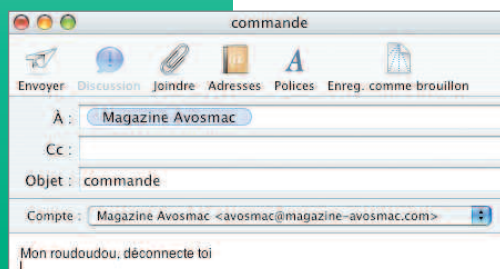 commande
Envoyer Discussion Joindre Adresses Polices Enreg. comme brouillon
A
À : Magazine Avosmac
Cc :
Objet : commande
Compte : Magazine Avosmac <avosmac@magazine-avosmac.com>
Mon roudoudou, déconnecte toi